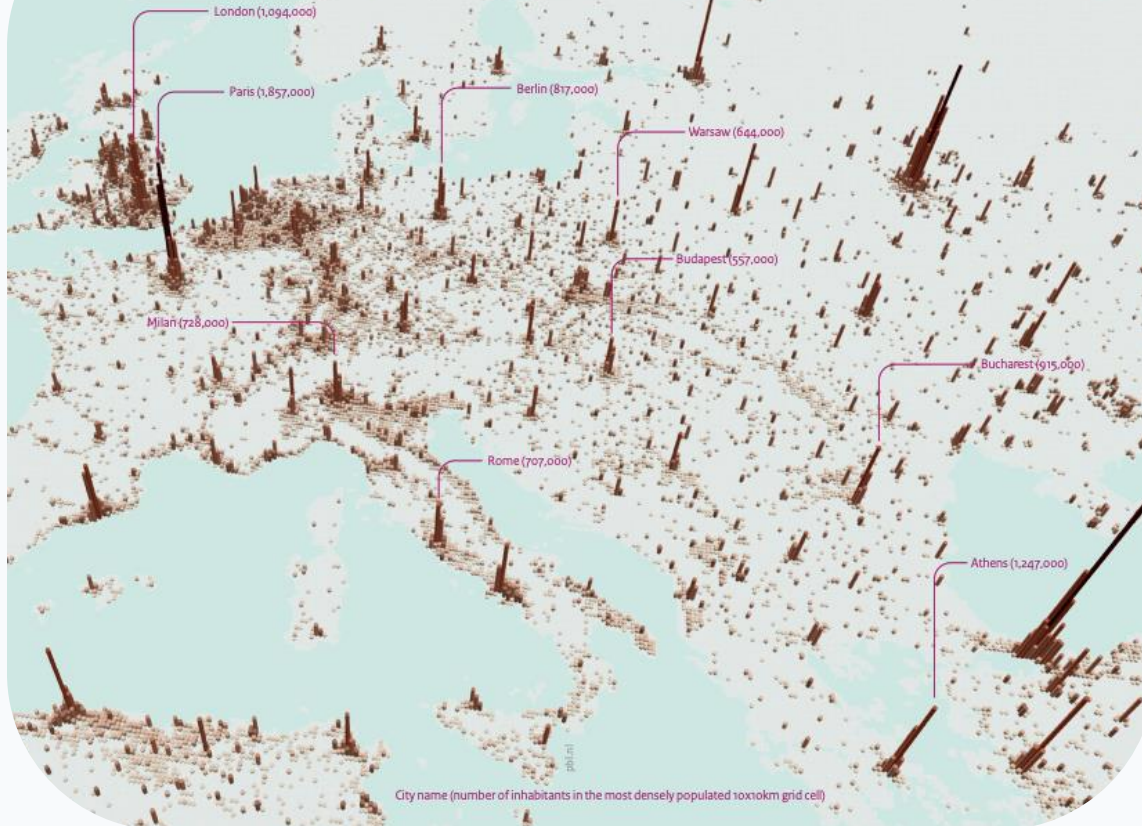 London (1,094,000)
Paris (1,857,000)
Berlin (817,000)
Warsaw (644,000)
Budapest (557,000)
Milan (728,000)
Bucharest (915,000)
Rome (707,000)
Athens (1,247,000)
pbl.nl
City name (number of inhabitants in the most densely populated 10x10km grid cell)